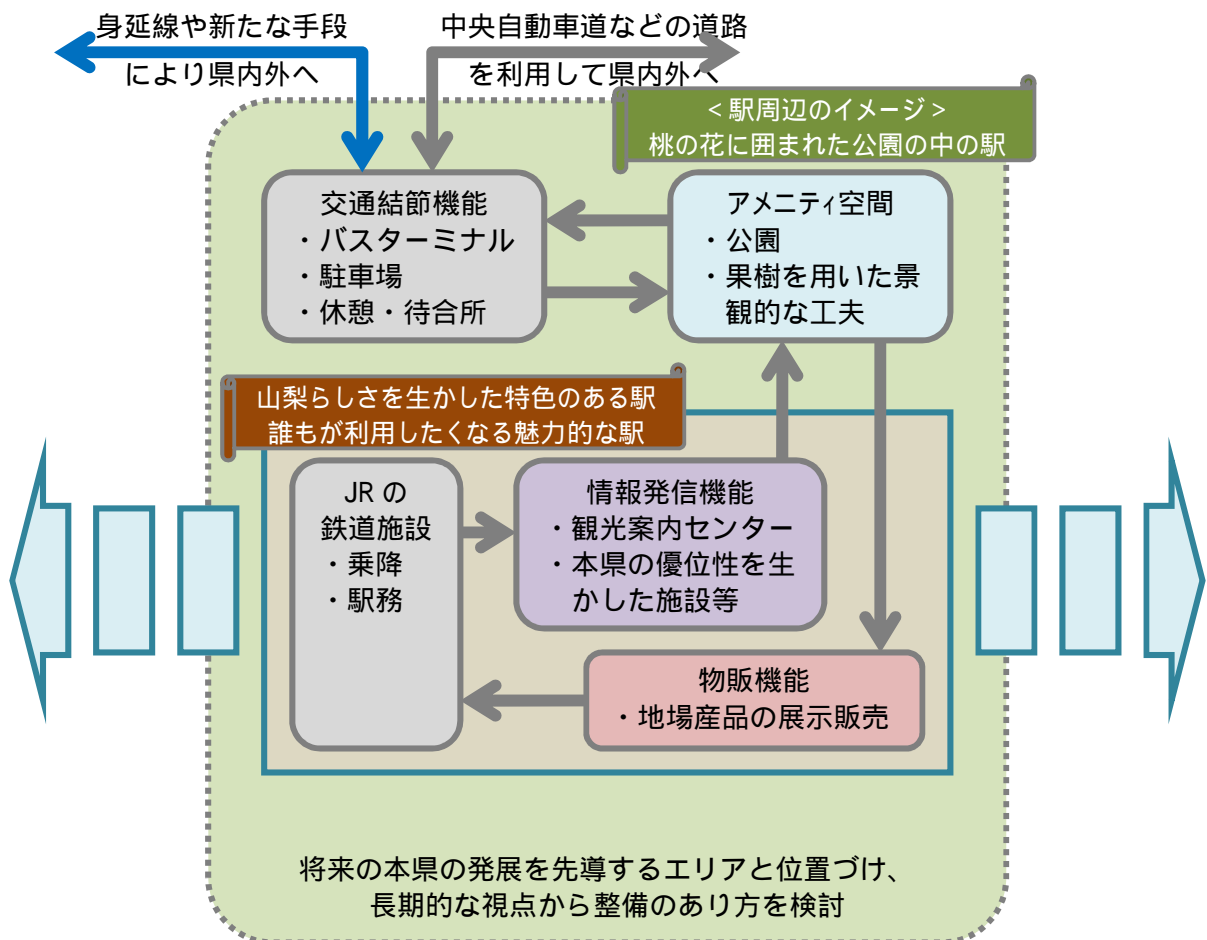 身延線や新たな手段
により県内外へ
中央自動車道などの道路
を利用して県内外へ
<駅周辺のイメージ>
桃の花に囲まれた公園の中の駅
交通結節機能
・バスターミナル
・駐車場
・休憩・待合所
アメニティ空間
・公園
・果樹を用いた景
観的な工夫
山梨らしさを生かした特色のある駅
誰もが利用したくなる魅力的な駅
JRの
鉄道施設
・乗降
・駅務
情報発信機能
・観光案内センター
・本県の優位性を生
かした施設等
物販機能
・地場産品の展示販売
将来の本県の発展を先導するエリアと位置づけ、
長期的な視点から整備のあり方を検討